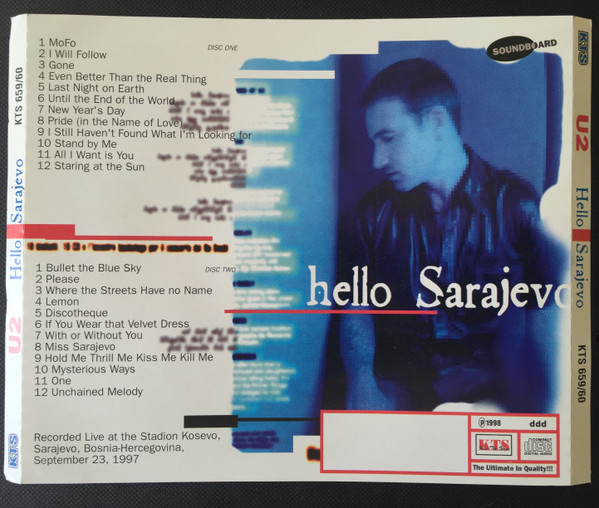 DISC ONE
1 MoFo
2 I Will Follow
3 Gone
4 Even Better Than the Real Thing
5 Last Night on Earth
6 Until the End of the World
7 New Year's Day
8 Pride (in the Name of Love)
9 I Still Haven't Found What I'm Looking for
10 Stand by Me
11 All I Want is You
12 Staring at the Sun
DISC TWO
1 Bullet the Blue Sky
2 Please
3 Where the Streets Have no Name
4 Lemon
5 Discotheque
6 If You Wear that Velvet Dress
7 With or Without You
8 Miss Sarajevo
9 Hold Me Thrill Me Kiss Me Kill Me
10 Mysterious Ways
11 One
12 Unchained Melody
Recorded Live at the Stadion Kosevo,
Sarajevo, Bosnia-Hercegovina,
September 23, 1997
SOUNDBOARD
hello Sarajevo
℗ 1998 ddd
KTS
COMPACT
disc
DIGITAL AUDIO
The Ultimate In Quality!!!
KTS U2 Hello Sarajevo KTS 659/60
KTS U2 Hello Sarajevo KTS 659/60